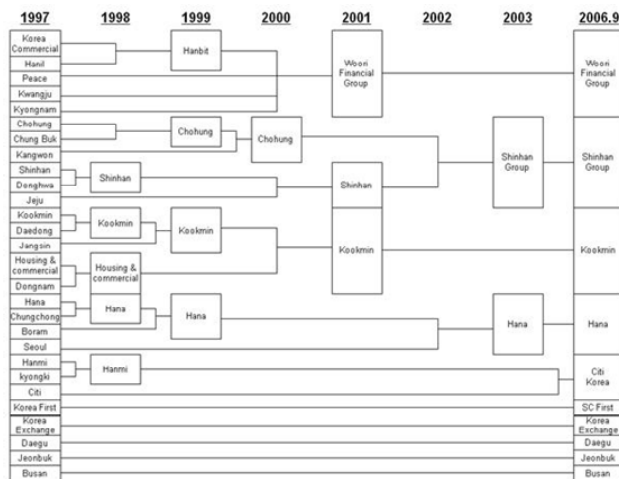 1997 1998 1999 2000 2001 2002 2003 2006.9
Korea
Commercial
Hanil
Peace
Kwangju
Kyongnam
Chohung
Chung Buk
Kangwon
Shinhan
Donghwa
Jeju
Kookmin
Daedong
Jangsin
Housing &
commercial
Dongnam
Hana
Chungchong
Boram
Seoul
Hanmi
kyongki
Citi
Korea First
Korea
Exchange
Daegu
Jeonbuk
Busan
Shinhan
Kookmin
Housing &
commercial
Hana
Hanmi
Hanbit
Chohung
Kookmin
Hana
Chohung
Woori
Financial
Group
Shinhan
Kookmin
Shinhan
Group
Hana
Woori
Financial
Group
Shinhan
Group
Kookmin
Hana
Citi
Korea
SC First
Korea
Exchange
Daegu
Jeonbuk
Busan